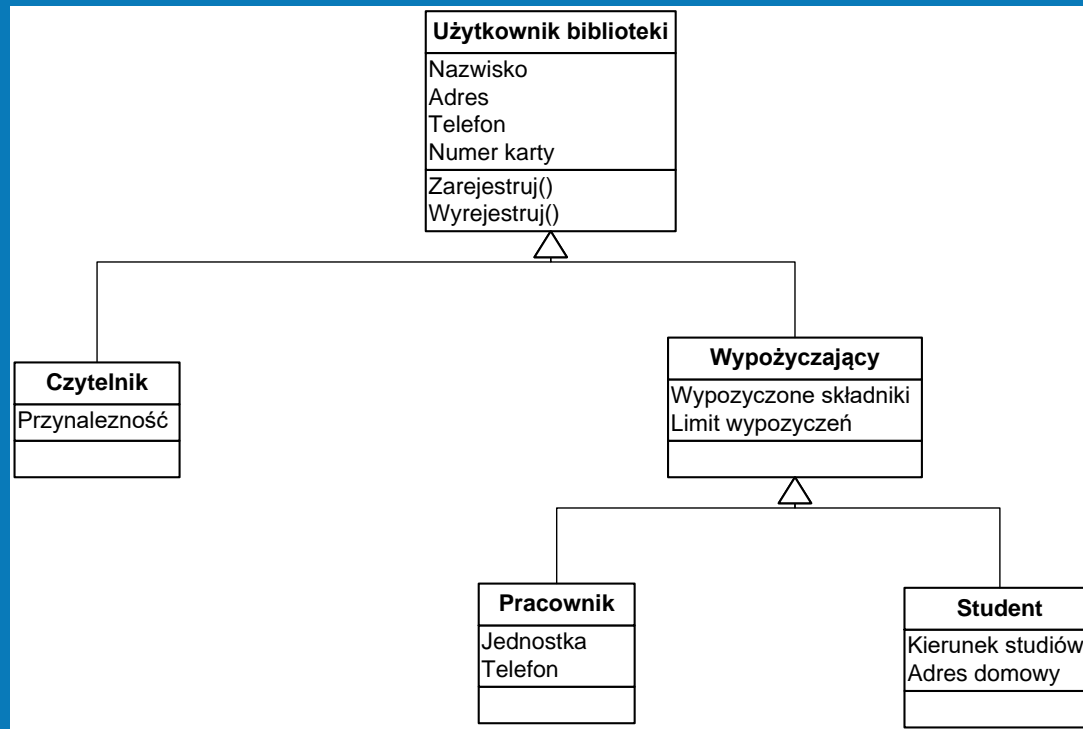 Użytkownik biblioteki
Nazwisko
Adres
Telefon
Numer karty
Zarejestruj()
Wyrejestruj()
Czytelnik
Przynalezność
Wypożyczający
Wypozyczone składniki
Limit wypozyczeń
Pracownik
Jednostka
Telefon
Student
Kierunek studiów
Adres domowy